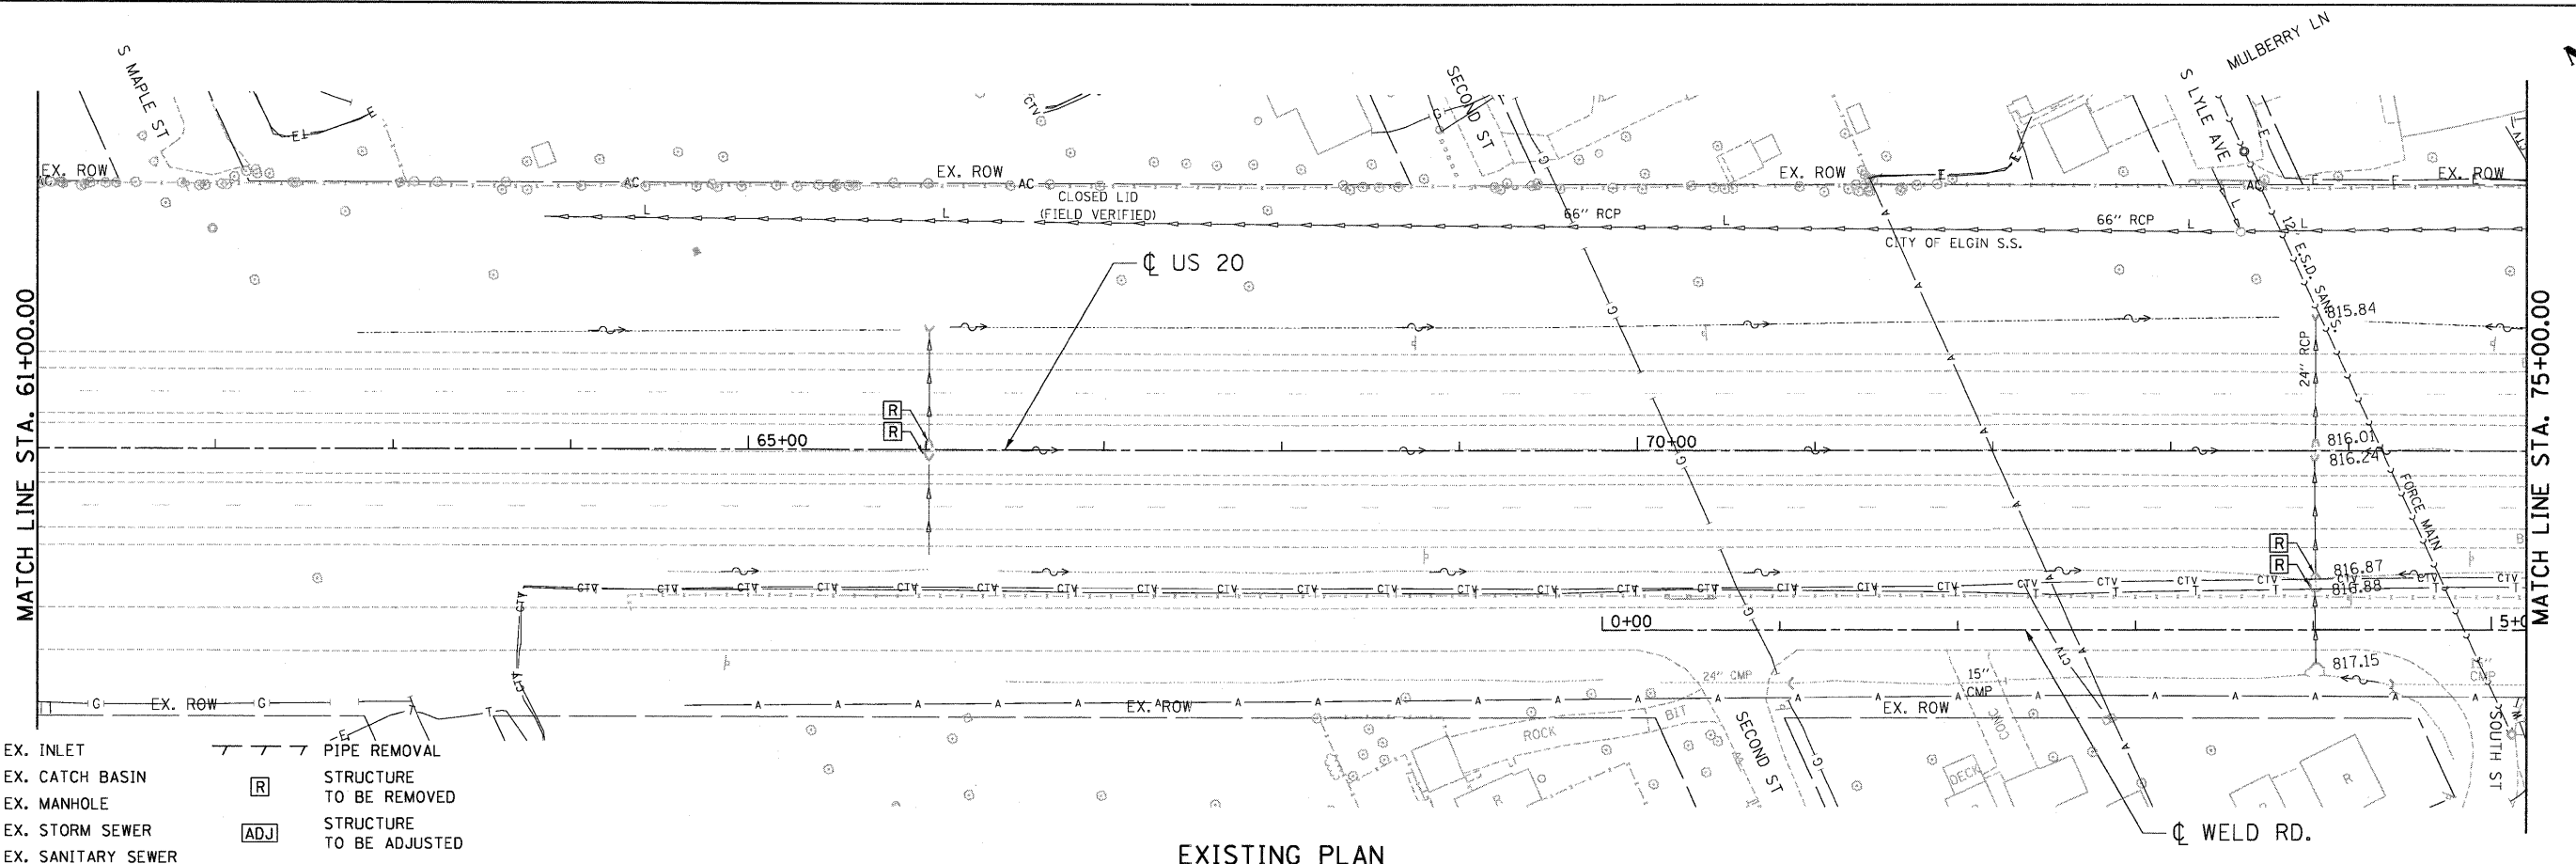 S MAPLE ST
SECOND ST
S LYLE AVE
MULBERRY LN
CTV
EX. ROW
EX. ROW
EX. ROW
EX. ROW
AC
AC
AC
AC
CLOSED LID
(FIELD VERIFIED)
66" RCP
66" RCP
CITY OF ELGIN S.S.
12" E.S.D. SAN. S.
FORCE MAIN
℄ US 20
815.84
24" RCP
R
R
65+00
70+00
816.01
816.24
R
R
816.87
816.88
0+00
5+0
817.15
MATCH LINE STA. 61+00.00
MATCH LINE STA. 75+00.00
24" CMP
15"
CMP
15"
CMP
EX. ROW
EX. ROW
EX. ROW
BIT
ROCK
CONC
DECK
R
R
SECOND ST
SOUTH ST
℄ WELD RD.
EX. INLET
EX. CATCH BASIN
EX. MANHOLE
EX. STORM SEWER
EX. SANITARY SEWER
PIPE REMOVAL
R
STRUCTURE
TO BE REMOVED
ADJ
STRUCTURE
TO BE ADJUSTED
EXISTING PLAN